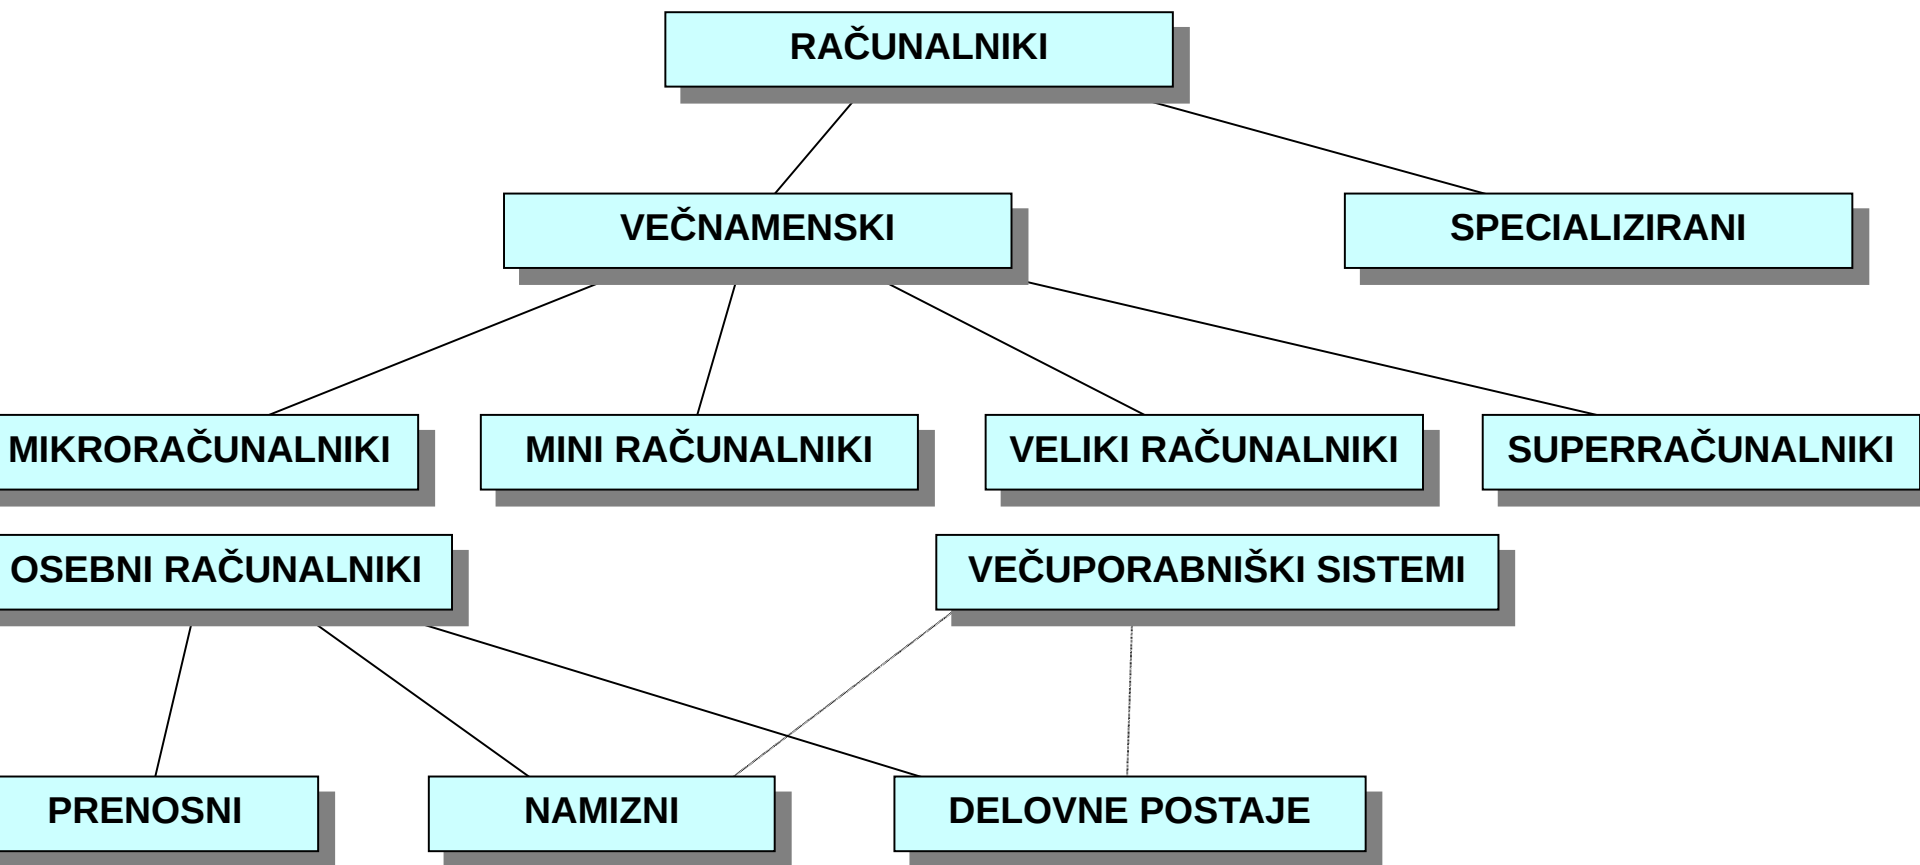 RAČUNALNIKI
VEČNAMENSKI
SPECIALIZIRANI
MIKRORAČUNALNIKI
MINI RAČUNALNIKI
VELIKI RAČUNALNIKI
SUPERRAČUNALNIKI
OSEBNI RAČUNALNIKI
VEČUPORABNIŠKI SISTEMI
PRENOSNI
NAMIZNI
DELOVNE POSTAJE